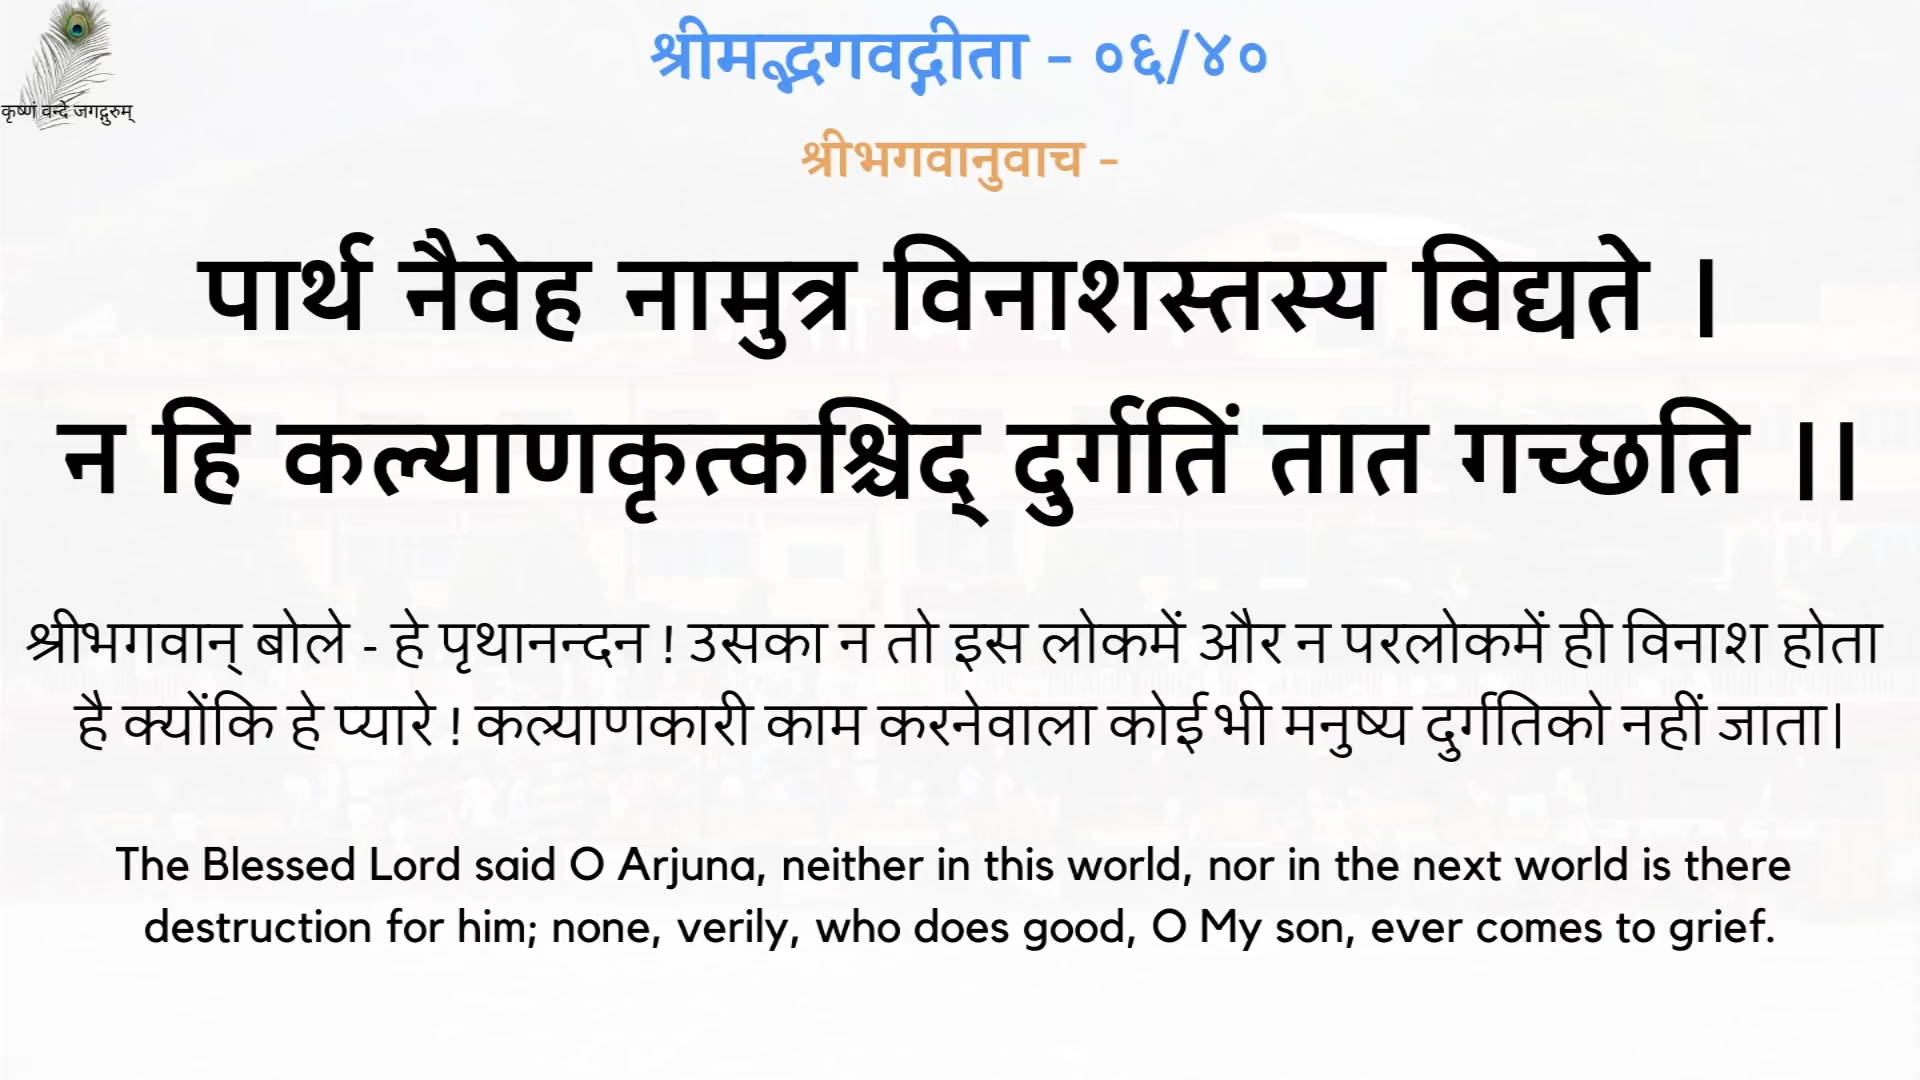 श्रीमद्भगवद्गीता - ०६/४०
कृष्णं वन्दे जगद्गुरुम्
श्रीभगवानुवाच -
पार्थ नैवेह नामुत्र विनाशस्तस्य विद्यते ।
न हि कल्याणकृत्कश्चिद् दुर्गतिं तात गच्छति ।।
श्रीभगवान् बोले - हे पृथानन्दन ! उसका न तो इस लोकमें और न परलोकमें ही विनाश होता
है क्योंकि हे प्यारे ! कल्याणकारी काम करनेवाला कोई भी मनुष्य दुर्गतिको नहीं जाता|
The Blessed Lord said O Arjuna, neither in this world, nor in the next world is there
destruction for him; none, verily, who does good, O My son, ever comes to grief.